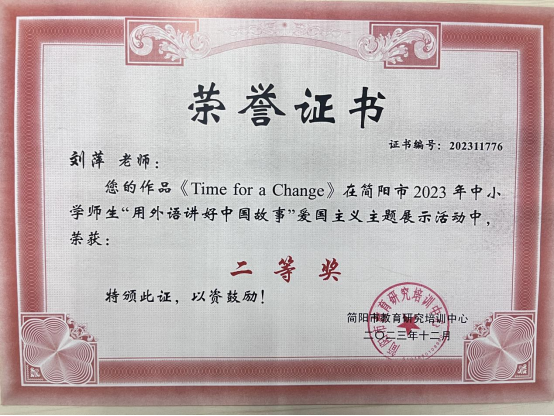 荣誉证书
证书编号：202311776
刘萍 老师：
您的作品《Time for a Change》在简阳市2023年中小
学师生“用外语讲好中国故事”爱国主义主题展示活动中，
荣获：
二等奖
特颁此证，以资鼓励！
简阳市教育研究培训中心
二〇二三年十二月